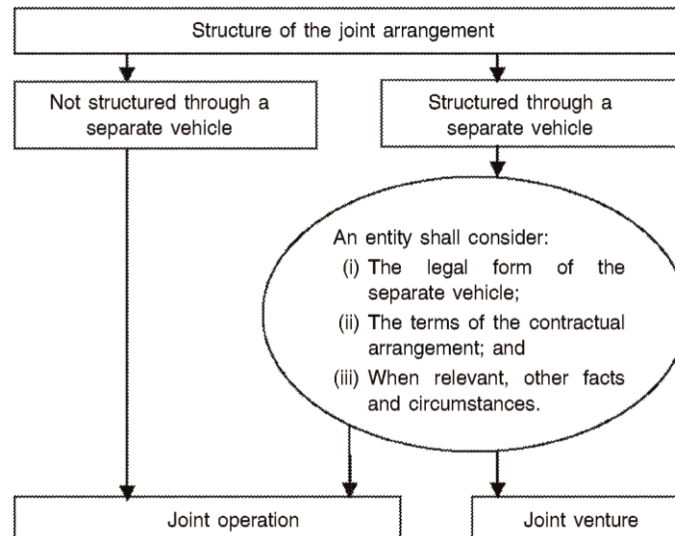 Structure of the joint arrangement
Not structured through a
separate vehicle
Structured through a
separate vehicle
An entity shall consider:
(i) The legal form of the
separate vehicle;
(ii) The terms of the contractual
arrangement; and
(iii) When relevant, other facts
and circumstances.
Joint operation
Joint venture